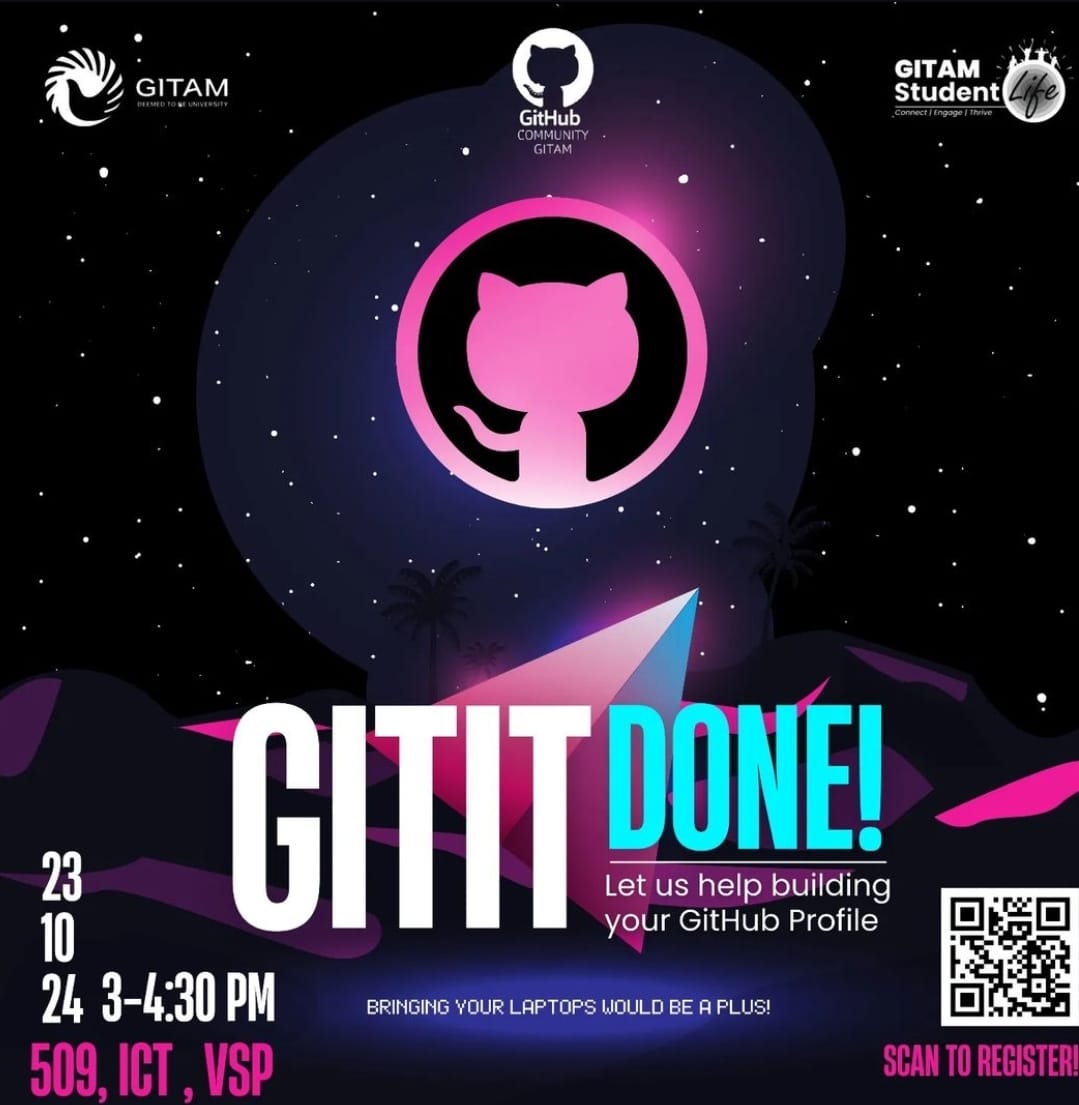 GITAM
DEEMED TO BE UNIVERSITY
GitHub
COMMUNITY
GITAM
GITAM
Student Life
Connect | Engage | Thrive
GITIT DONE!
Let us help building
your GitHub Profile
23
10
24 3-4:30 PM
509, ICT , VSP
BRINGING YOUR LAPTOPS WOULD BE A PLUS!
SCAN TO REGISTER!